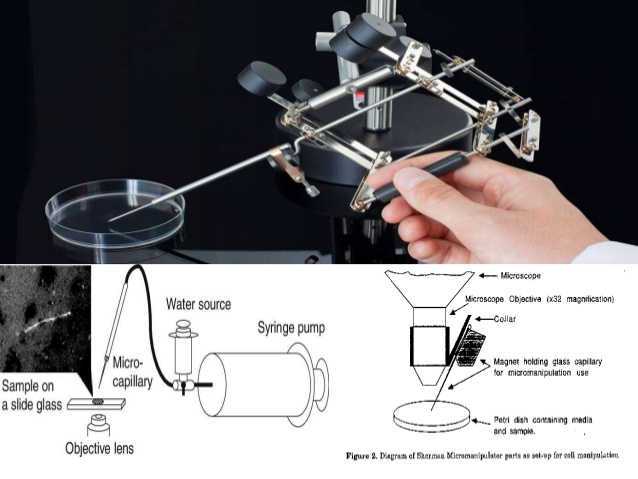 Water source
Syringe pump
Micro-
capillary
Sample on
a slide glass
Objective lens
Microscope
Microscope Objective (x32 magnification)
Collar
Magnet holding glass capillary
for micromanipulation use
Petri dish containing media
and sample.
Figure 2. Diagram of Skerman Micromanipulator parts as set-up for cell manipulation